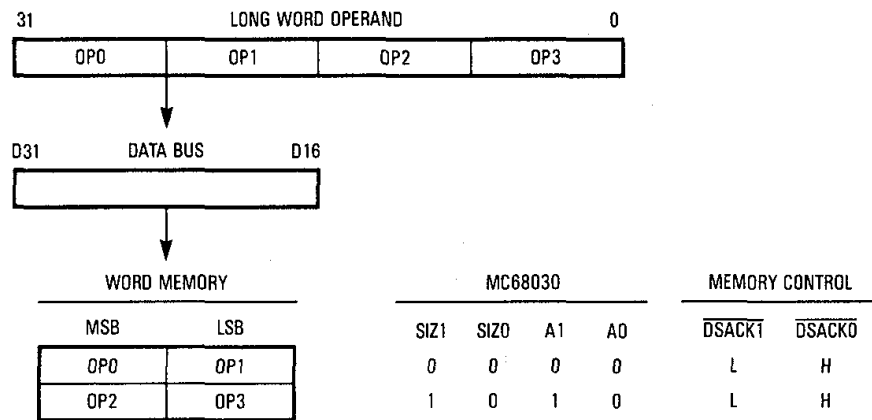 31 LONG WORD OPERAND 0
OP0 OP1 OP2 OP3
D31 DATA BUS D16
WORD MEMORY MC68030 MEMORY CONTROL
MSB LSB SIZ1 SIZ0 A1 A0 DSACK1 DSACK0
OP0 OP1 0 0 0 0 L H
OP2 OP3 1 0 1 0 L H